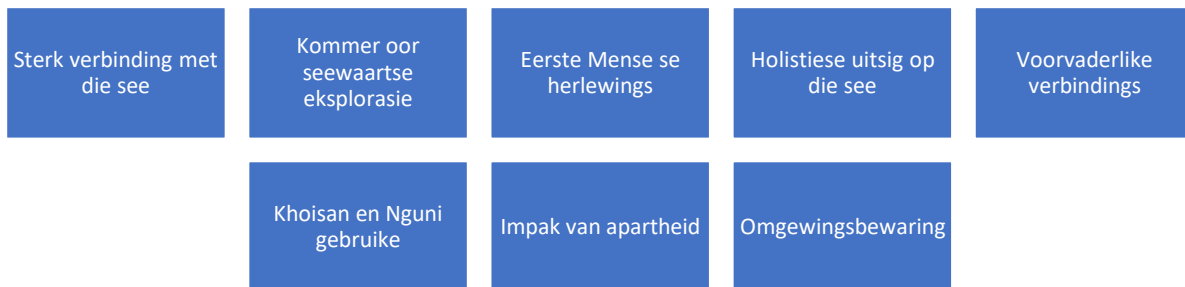 Sterk verbinding met
die see
Kommer oor
seewaartse
eksplorasie
Eerste Mense se
herlewings
Holistiese uitsig op
die see
Voorvaderlike
verbindings
Khoisan en Nguni
gebruike
Impak van apartheid
Omgewingsbewaring